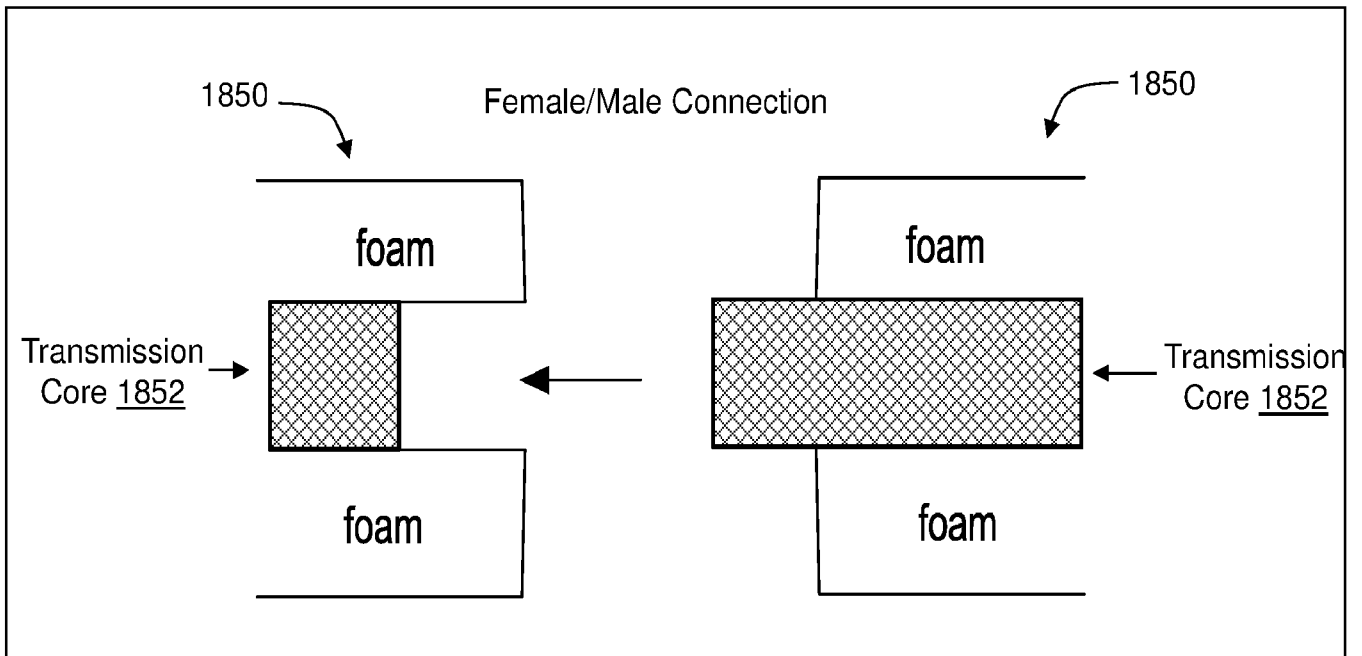 1850
Female/Male Connection
1850
foam
foam
Transmission
Core 1852
Transmission
Core 1852
foam
foam